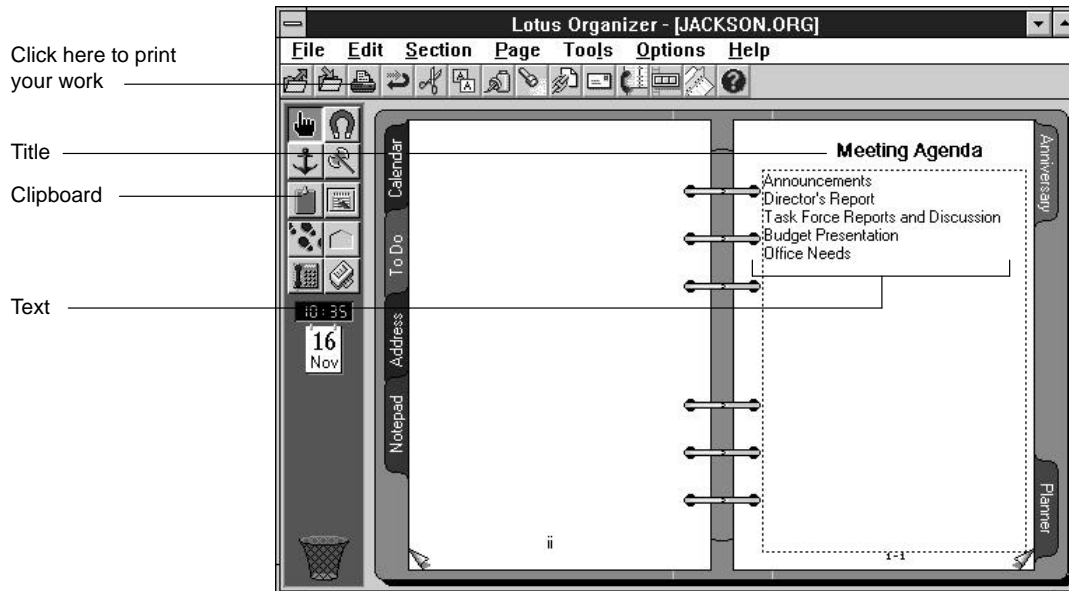 Lotus Organizer - [JACKSON.ORG]
File Edit Section Page Tools Options Help
Click here to print
your work
Title
Clipboard
Text
10:35
16
Nov
Calendar
To Do
Address
Notepad
ii
Meeting Agenda
Announcements
Director's Report
Task Force Reports and Discussion
Budget Presentation
Office Needs
1-1
Anniversary
Planner